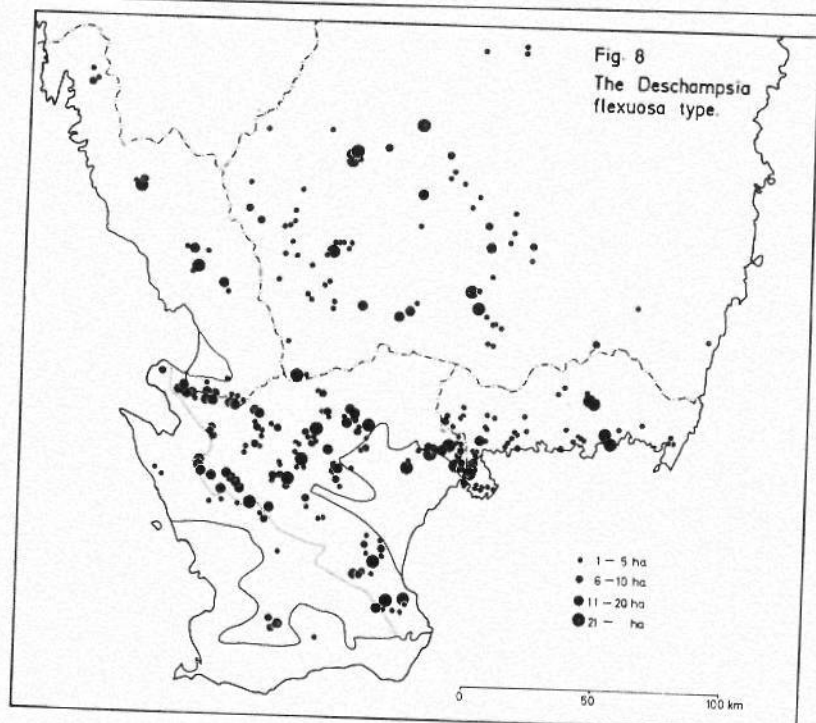 Fig. 8
The Deschampsia
flexuosa type.
1 – 5 ha
6 – 10 ha
11 – 20 ha
21 – ha
0 50 100 km